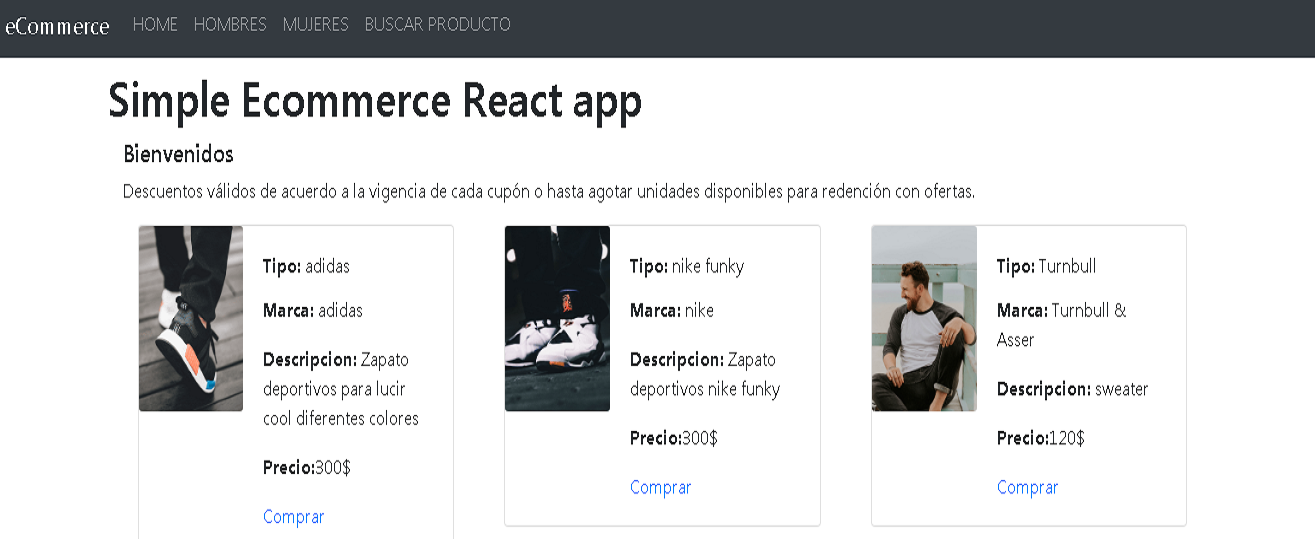 eCommerce HOME HOMBRES MUJERES BUSCAR PRODUCTO
Simple Ecommerce React app
Bienvenidos
Descuentos válidos de acuerdo a la vigencia de cada cupón o hasta agotar unidades disponibles para redención con ofertas.
Tipo: adidas
Marca: adidas
Descripcion: Zapato
deportivos para lucir
cool diferentes colores
Precio:300$
Comprar
Tipo: nike funky
Marca: nike
Descripcion: Zapato
deportivos nike funky
Precio:300$
Comprar
Tipo: Turnbull
Marca: Turnbull &
Asser
Descripcion: sweater
Precio:120$
Comprar